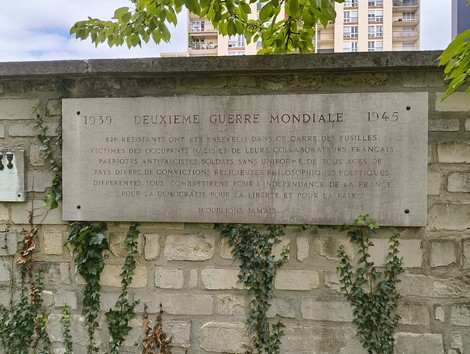 1939 DEUXIEME GUERRE MONDIALE 1945
RESISTANTS ONT ETE ENSEVELIS DANS CE CARRE DES FUSILLES
VICTIMES DES OCCUPANTS NAZIS ET DE LEURS COLLABORATEURS FRANÇAIS
PATRIOTES ANTIFASCISTES SOLDATS SANS UNIFORME DE TOUS AGES DE
PAYS DIVERS DE CONVICTIONS RELIGIEUSES PHILOSOPHIQUES POLITIQUES
DIFFERENTES TOUS COMBATTIRENT POUR L'INDEPENDANCE DE LA FRANCE
POUR LA DEMOCRATIE POUR LA LIBERTE ET POUR LA PAIX
N'OUBLIONS JAMAIS